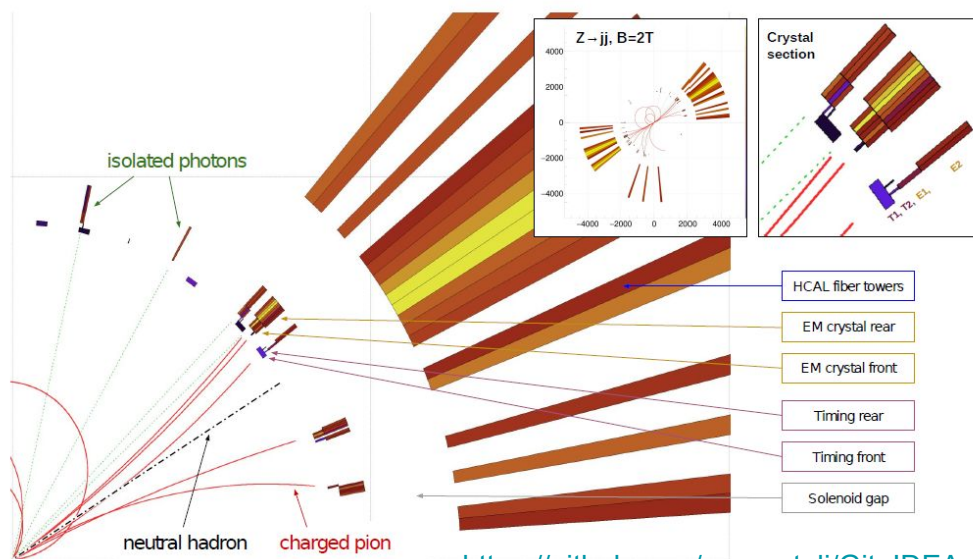 Z→jj, B=2T
4000
2000
0
−2000
−4000
−4000 −2000 0 2000 4000
Crystal
section
T1, T2, E1, E2
isolated photons
HCAL fiber towers
EM crystal rear
EM crystal front
Timing rear
Timing front
Solenoid gap
neutral hadron
charged pion